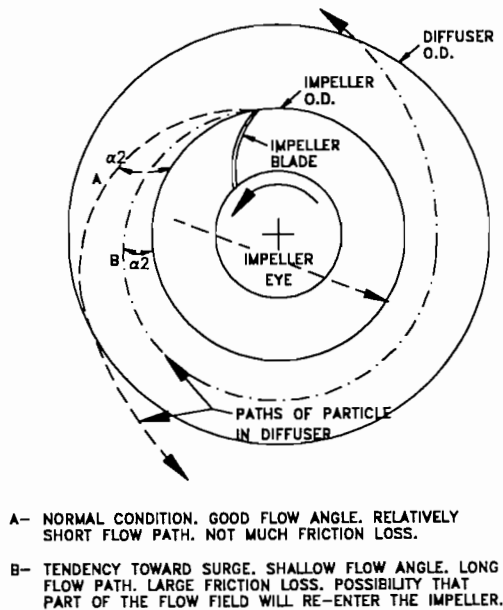 DIFFUSER
O.D.
IMPELLER
O.D.
IMPELLER
BLADE
α2
A
B
α2
IMPELLER
EYE
PATHS OF PARTICLE
IN DIFFUSER
A- NORMAL CONDITION. GOOD FLOW ANGLE. RELATIVELY
SHORT FLOW PATH. NOT MUCH FRICTION LOSS.
B- TENDENCY TOWARD SURGE. SHALLOW FLOW ANGLE. LONG
FLOW PATH. LARGE FRICTION LOSS. POSSIBILITY THAT
PART OF THE FLOW FIELD WILL RE-ENTER THE IMPELLER.